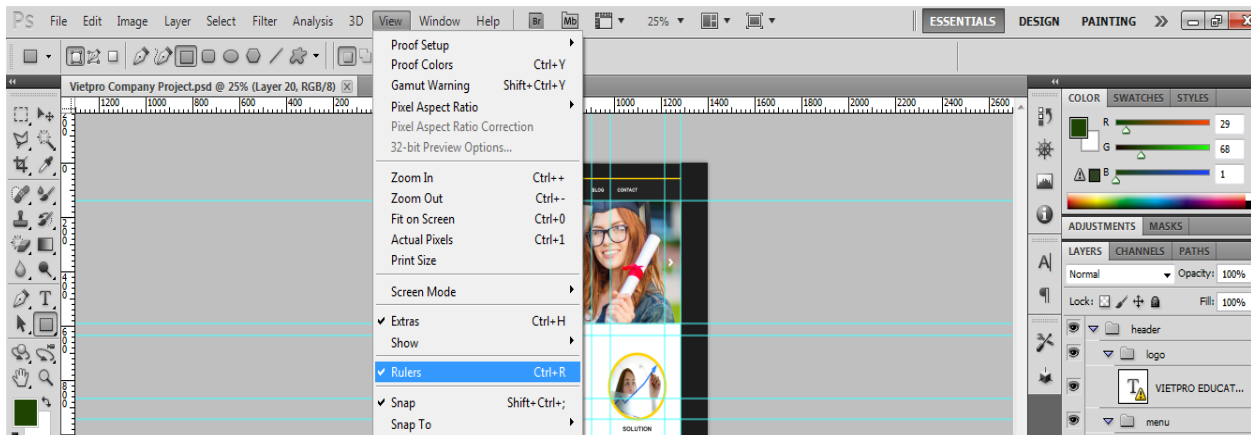 PS File Edit Image Layer Select Filter Analysis 3D View Window Help Br Mb 25% ESSENTIALS DESIGN PAINTING
Vietpro Company Project.psd @ 25% (Layer 20, RGB/8)
1200 1000 800 600 400 200 1000 1200 1400 1600 1800 2000 2200 2400 2600
Proof Setup
Proof Colors Ctrl+Y
Gamut Warning Shift+Ctrl+Y
Pixel Aspect Ratio
Pixel Aspect Ratio Correction
32-bit Preview Options...
Zoom In Ctrl++
Zoom Out Ctrl+-
Fit on Screen Ctrl+0
Actual Pixels Ctrl+1
Print Size
Screen Mode
Extras Ctrl+H
Show
Rulers Ctrl+R
Snap Shift+Ctrl+;
Snap To
BLOG CONTACT
SOLUTION
COLOR SWATCHES STYLES
R 29
G 68
B 1
ADJUSTMENTS MASKS
LAYERS CHANNELS PATHS
Normal Opacity: 100%
Lock: Fill: 100%
header
logo
T VIETPRO EDUCAT...
menu